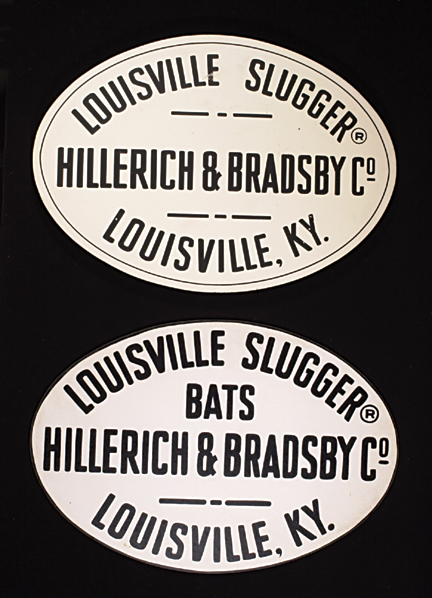 LOUISVILLE SLUGGER®
HILLERICH & BRADSBY Cº
LOUISVILLE, KY.
LOUISVILLE SLUGGER®
BATS
HILLERICH & BRADSBY Cº
LOUISVILLE, KY.